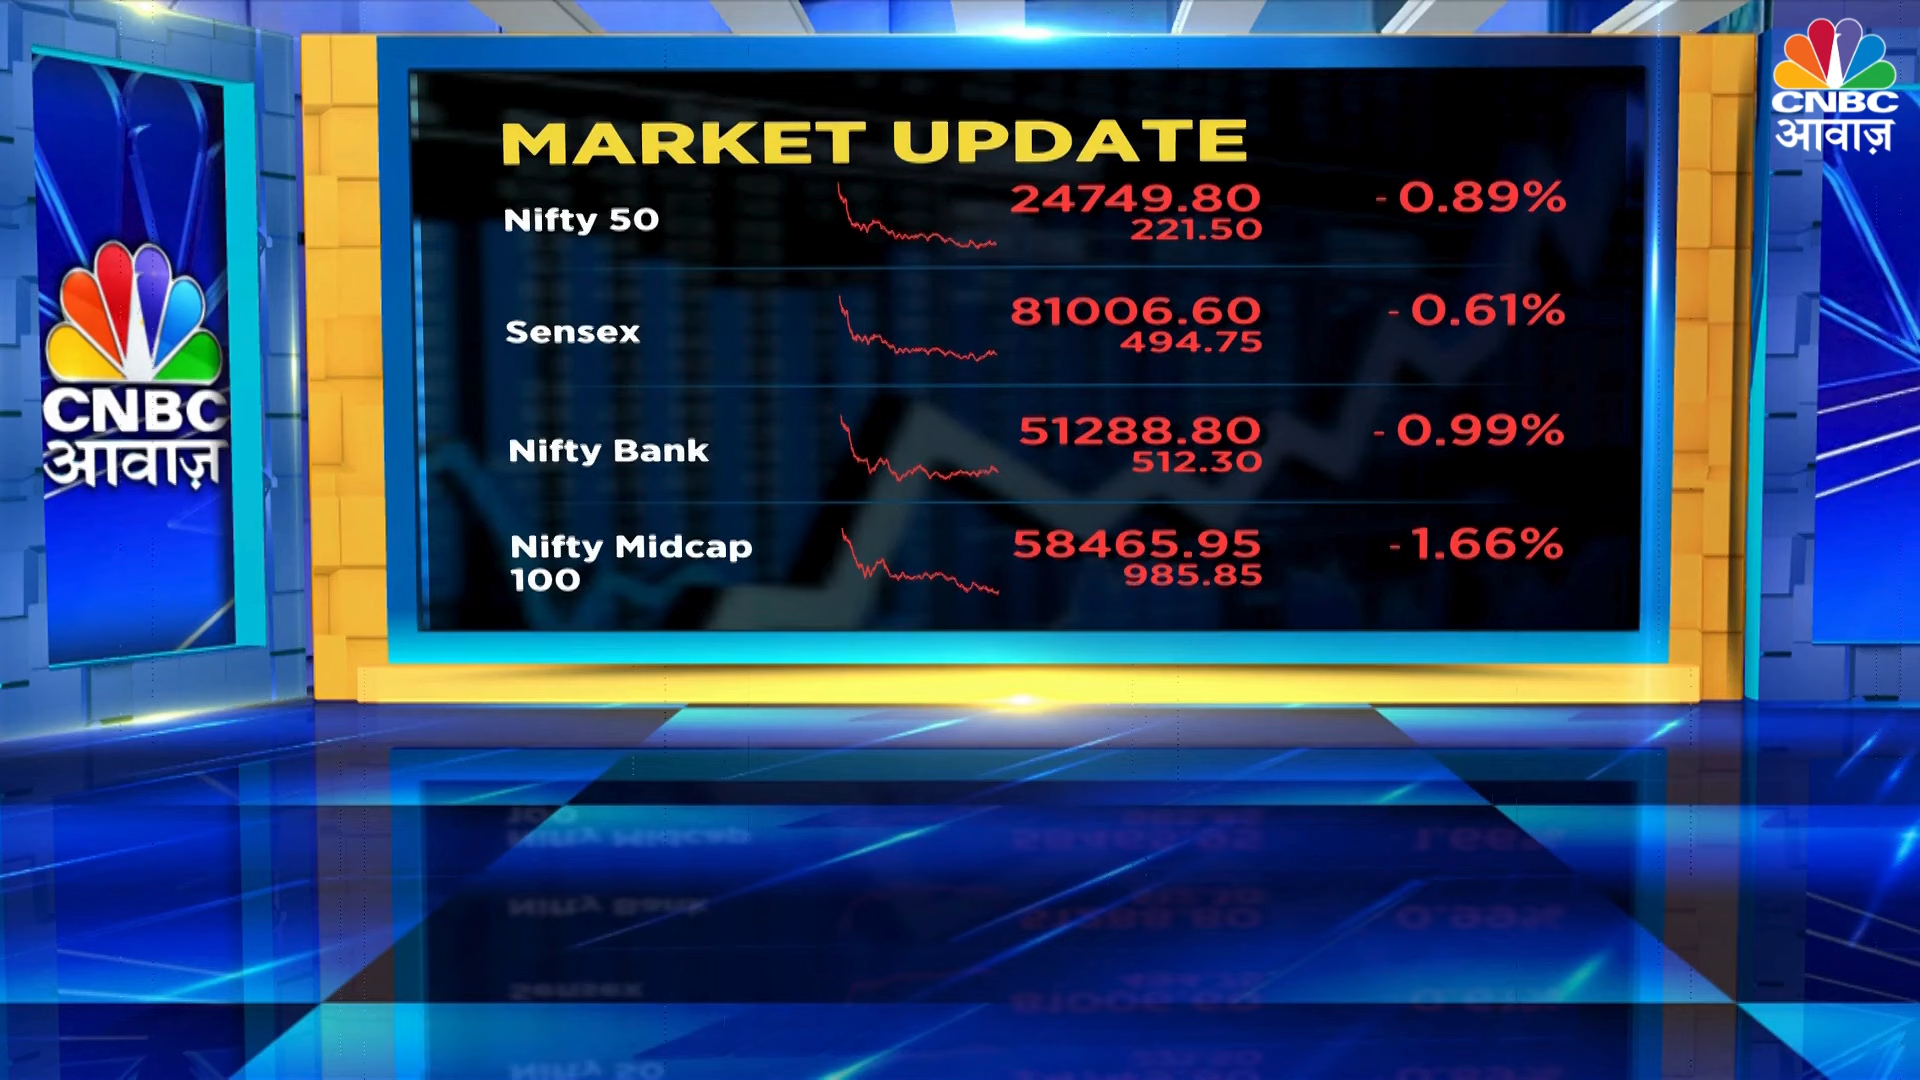 CNBC
आवाज़
CNBC
आवाज़
MARKET UPDATE
Nifty 50
24749.80
221.50
- 0.89%
Sensex
81006.60
494.75
- 0.61%
Nifty Bank
51288.80
512.30
- 0.99%
Nifty Midcap
100
58465.95
985.85
- 1.66%